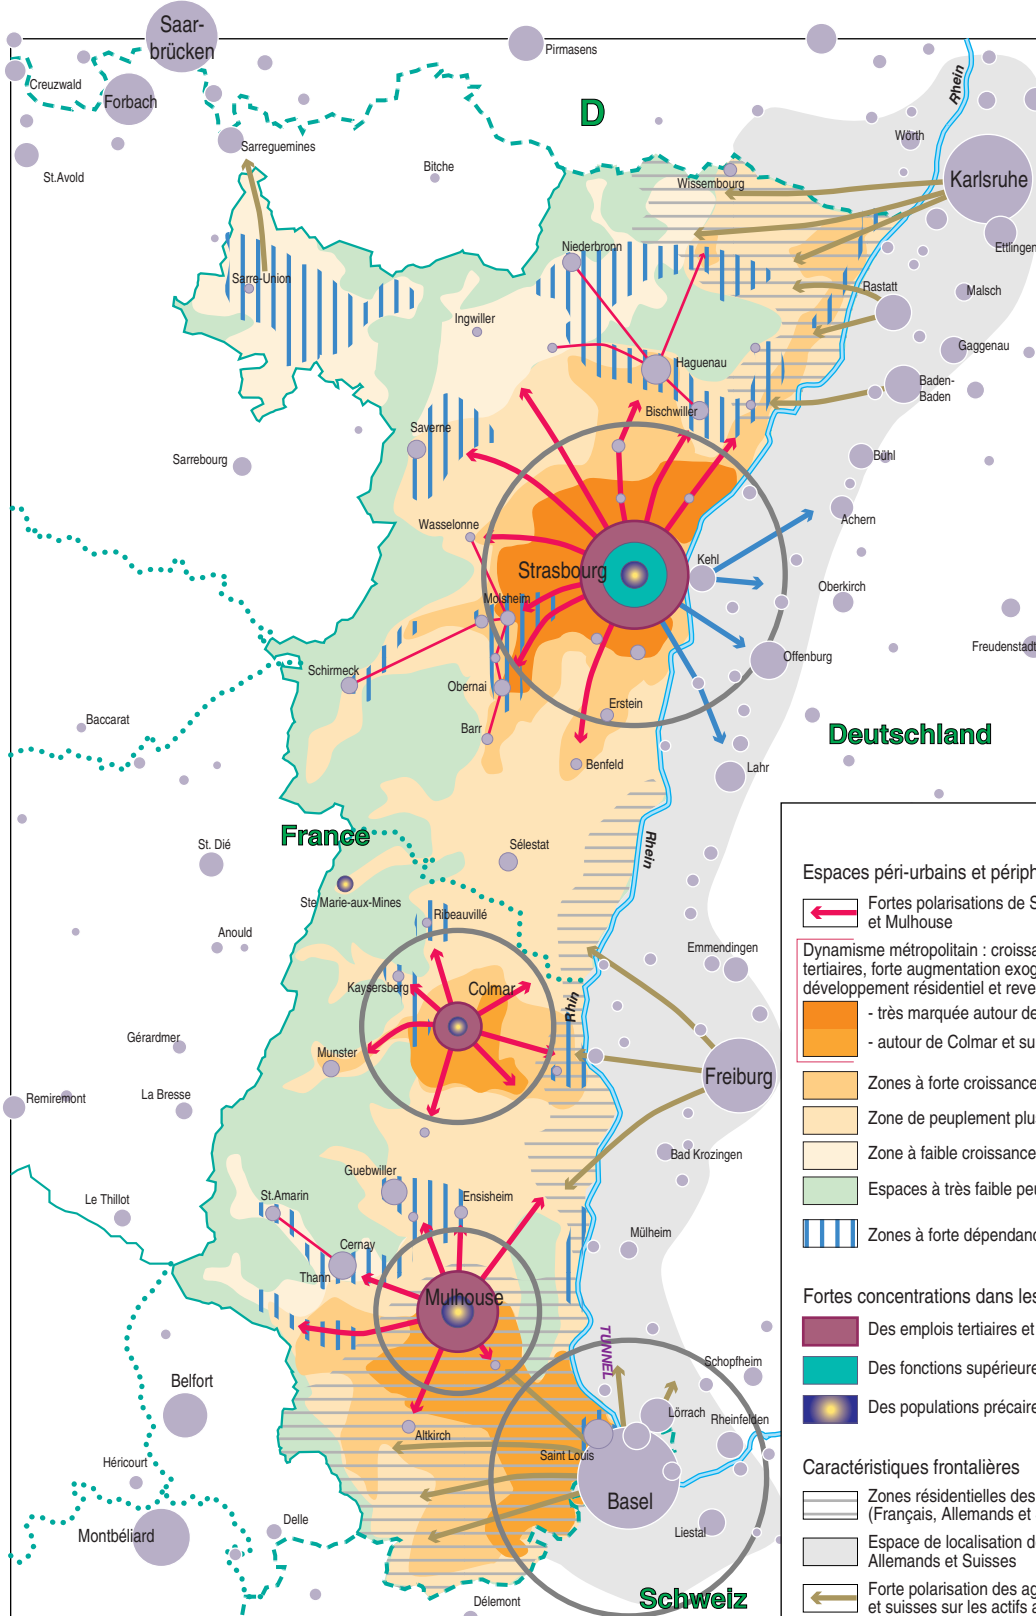 Saar-
brücken
Pirmasens
Creuzwald
Forbach
D
Rhein
Wörth
Sarreguemines
St.Avold
Bitche
Wissembourg
Karlsruhe
Ettlingen
Niederbronn
Sarre-Union
Rastatt
Malsch
Ingwiller
Gaggenau
Haguenau
Baden-
Baden
Bischwiller
Saverne
Sarrebourg
Bühl
Achern
Wasselonne
Kehl
Strasbourg
Oberkirch
Molsheim
Freudenstadt
Offenburg
Schirmeck
Obernai
Erstein
Baccarat
Barr
Deutschland
Benfeld
Lahr
France
St. Dié
Sélestat
Rhein
Ste Marie-aux-Mines
Ribeauvillé
Anould
Emmendingen
Kaysersberg
Colmar
Rhin
Gérardmer
Munster
Freiburg
Remiremont
La Bresse
Bad Krozingen
Guebwiller
St.Amarin
Ensisheim
Le Thillot
Cernay
Mülheim
Thann
Mulhouse
TUNNEL
Schopfheim
Belfort
Lörrach
Rheinfelden
Altkirch
Saint Louis
Héricourt
Basel
Montbéliard
Delle
Liestal
Délemont
Schweiz
Espaces péri-urbains et périph
Fortes polarisations de S
et Mulhouse
Dynamisme métropolitain : croissa
tertiaires, forte augmentation exog
développement résidentiel et reve
- très marquée autour de
- autour de Colmar et su
Zones à forte croissance
Zone de peuplement plu
Zone à faible croissance
Espaces à très faible peu
Zones à forte dépendanc
Fortes concentrations dans les
Des emplois tertiaires et
Des fonctions supérieure
Des populations précaire
Caractéristiques frontalières
Zones résidentielles des
(Français, Allemands et
Espace de localisation d
Allemands et Suisses
Forte polarisation des ag
et suisses sur les actifs a